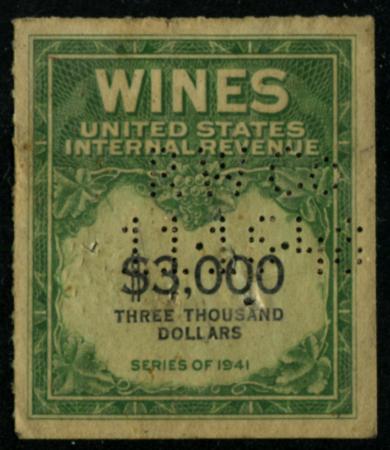 WINES
UNITED STATES
INTERNAL REVENUE
$3,000
THREE THOUSAND
DOLLARS
SERIES OF 1941